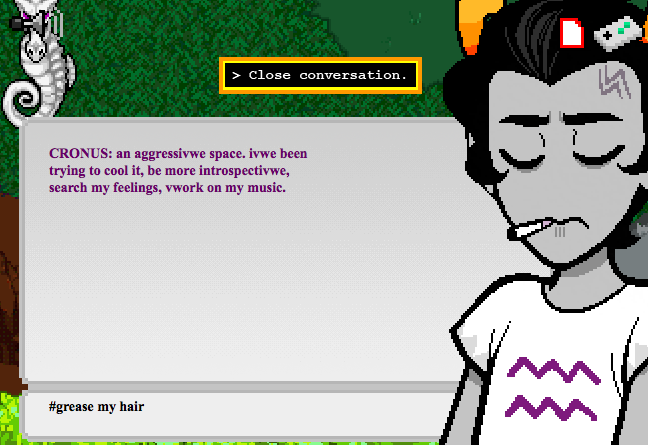 > Close conversation.
CRONUS: an aggressivwe space. ivwe been
trying to cool it, be more introspectivwe,
search my feelings, vwork on my music.
#grease my hair